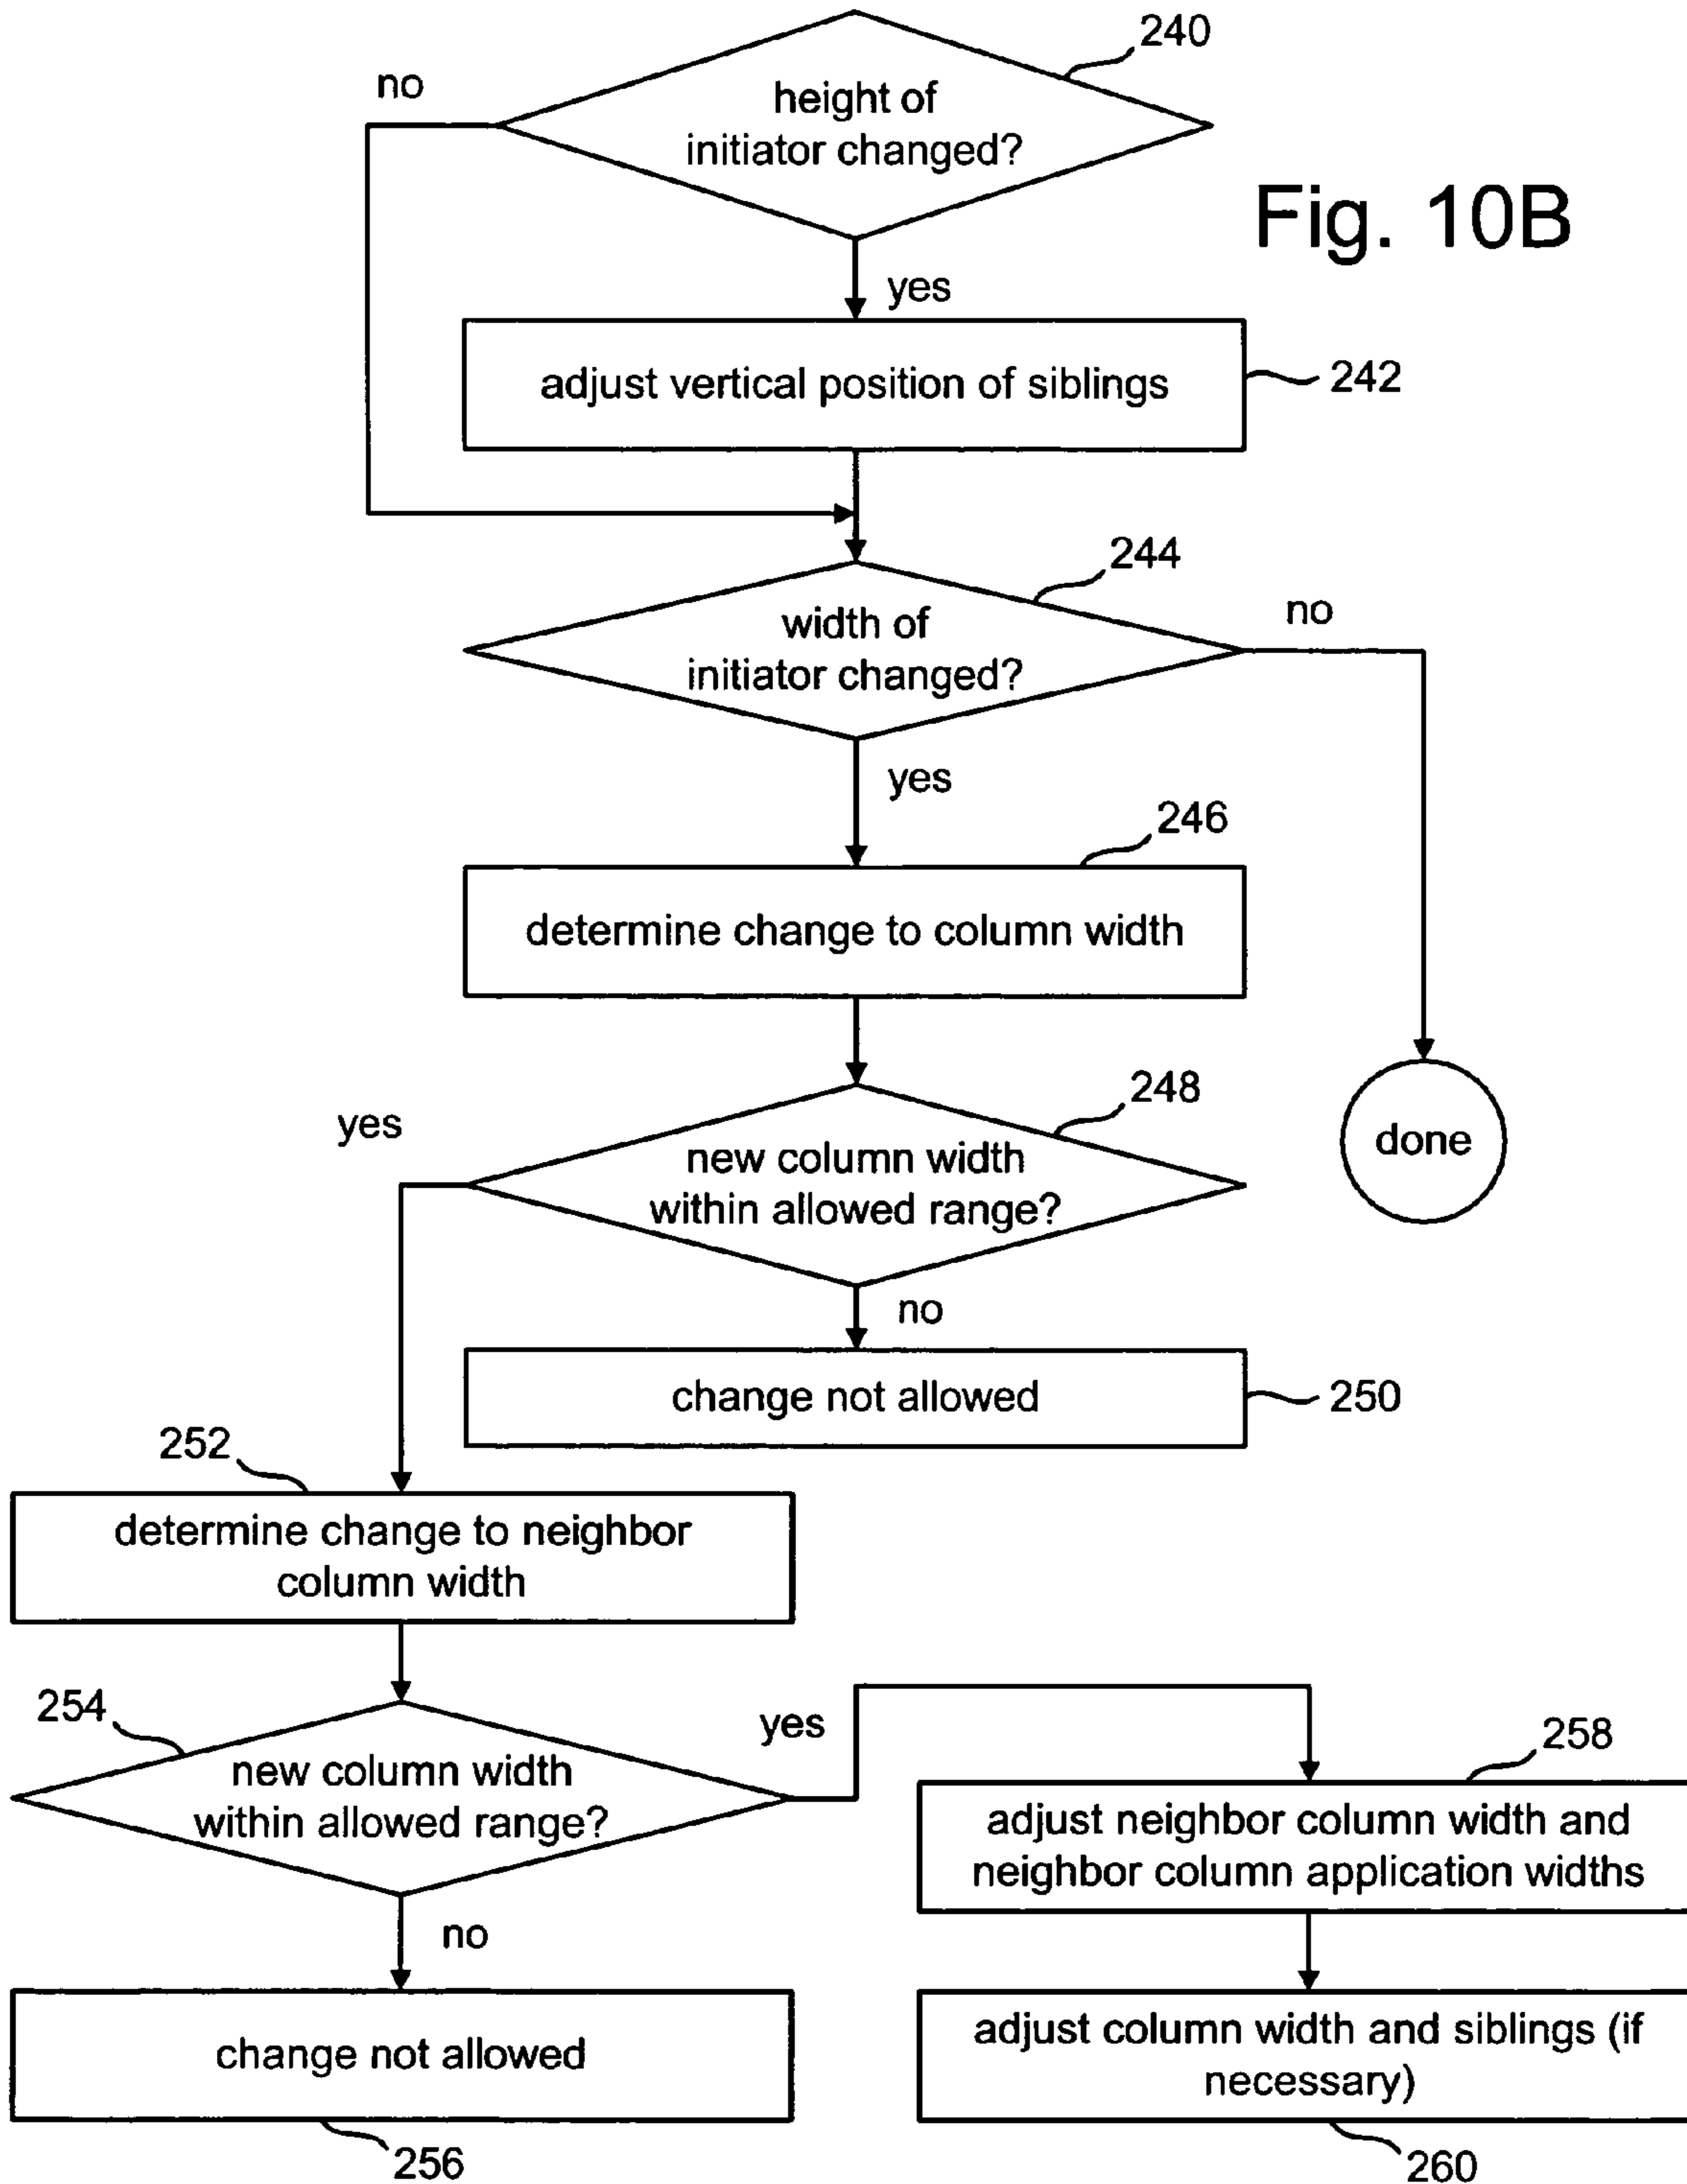 240
no
height of
initiator changed?
Fig. 10B
yes
adjust vertical position of siblings
242
244
width of
initiator changed?
no
yes
246
determine change to column width
248
yes
new column width
within allowed range?
done
no
change not allowed
250
252
determine change to neighbor
column width
254
yes
new column width
within allowed range?
258
adjust neighbor column width and
neighbor column application widths
no
change not allowed
256
adjust column width and siblings (if
necessary)
260